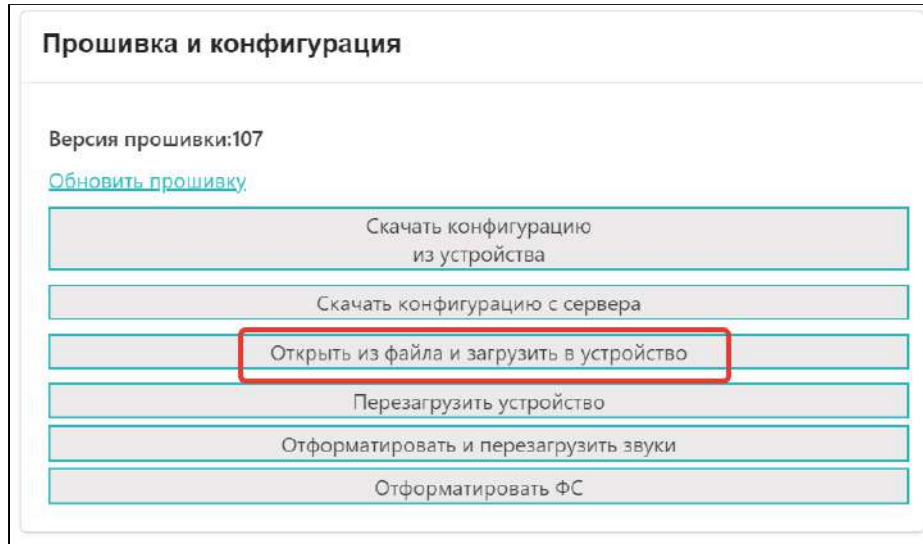 Прошивка и конфигурация
Версия прошивки:107
Обновить прошивку
Скачать конфигурацию
из устройства
Скачать конфигурацию с сервера
Открыть из файла и загрузить в устройство
Перезагрузить устройство
Отформатировать и перезагрузить звуки
Отформатировать ФС